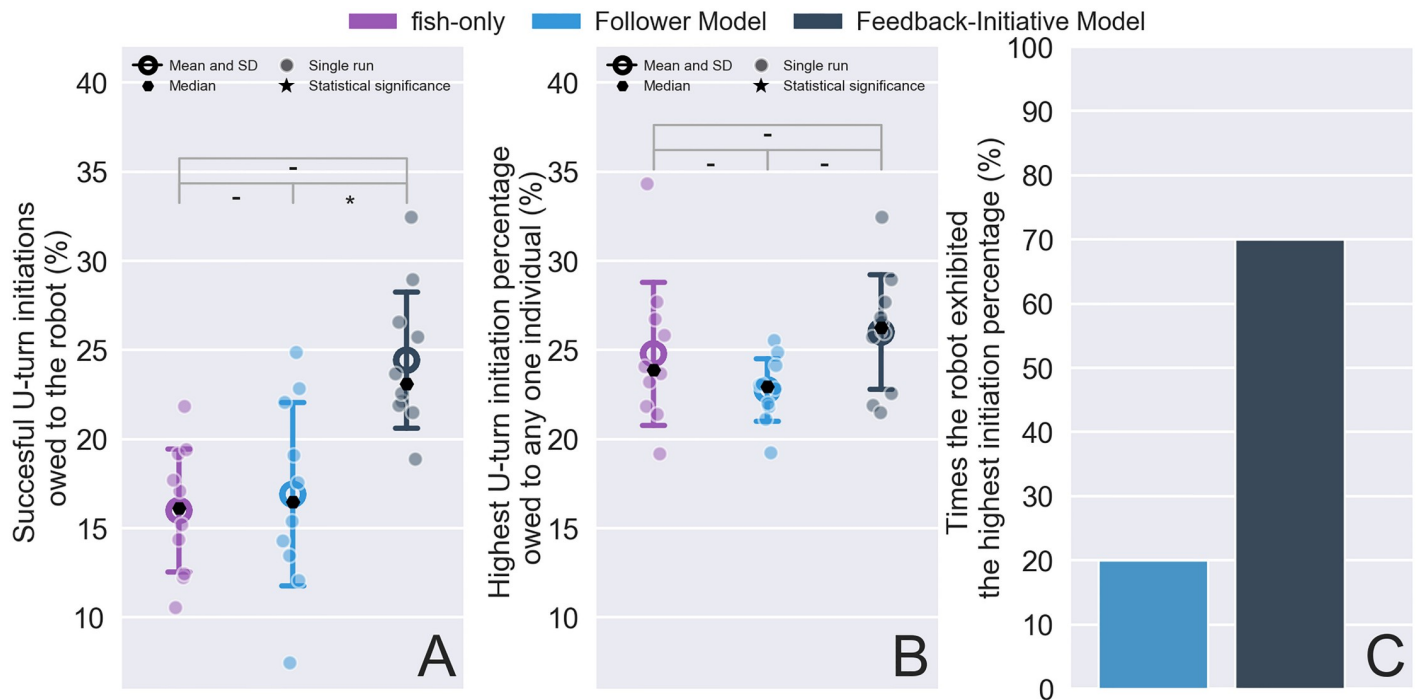 fish-only Follower Model Feedback-Initiative Model
Mean and SD Single run
Median Statistical significance
Succesful U-turn initiations
owed to the robot (%)
40
35
30
25
20
15
10
-
- *
A
Mean and SD Single run
Median Statistical significance
Highest U-turn initiation percentage
owed to any one individual (%)
40
35
30
25
20
15
10
-
- -
B
Times the robot exhibited
the highest initiation percentage (%)
100
90
80
70
60
50
40
30
20
10
0
C